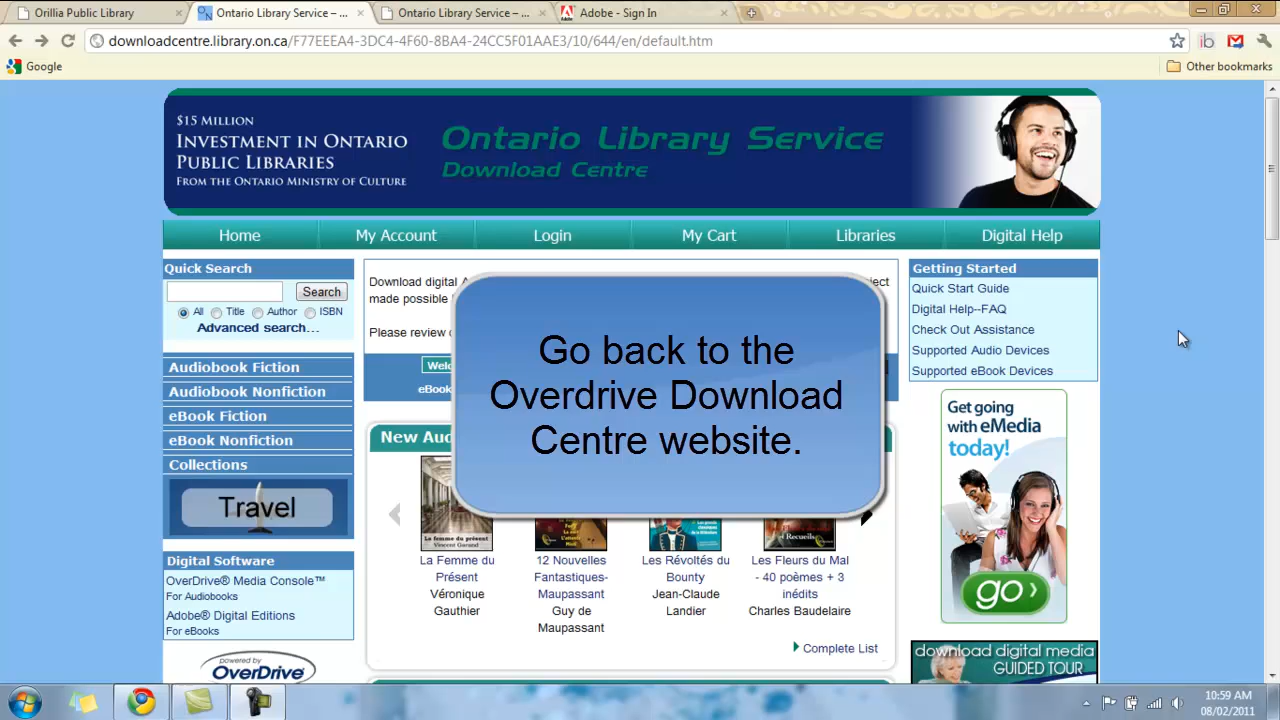 Orillia Public Library
Ontario Library Service – ...
Ontario Library Service – ...
Adobe - Sign In
downloadcentre.library.on.ca/F77EEEA4-3DC4-4F60-8BA4-24CC5F01AAE3/10/644/en/default.htm
Google
Other bookmarks
$15 MILLION
INVESTMENT IN ONTARIO
PUBLIC LIBRARIES
FROM THE ONTARIO MINISTRY OF CULTURE
Ontario Library Service
Download Centre
Home
My Account
Login
My Cart
Libraries
Digital Help
Quick Search
Search
All Title Author ISBN
Advanced search...
Audiobook Fiction
Audiobook Nonfiction
eBook Fiction
eBook Nonfiction
Collections
Travel
Digital Software
OverDrive® Media Console™
For Audiobooks
Adobe® Digital Editions
For eBooks
powered by
OverDrive®
Download digital
made possible
Please review
Go back to the
Overdrive Download
Centre website.
La Femme du
Présent
Véronique
Gauthier
12 Nouvelles
Fantastiques-
Maupassant
Guy de
Maupassant
Les Révoltés du
Bounty
Jean-Claude
Landier
Les Fleurs du Mal
- 40 poèmes + 3
inédits
Charles Baudelaire
Complete List
Getting Started
Quick Start Guide
Digital Help--FAQ
Check Out Assistance
Supported Audio Devices
Supported eBook Devices
Get going
with eMedia
today!
go
download digital media
GUIDED TOUR
10:59 AM
08/02/2011